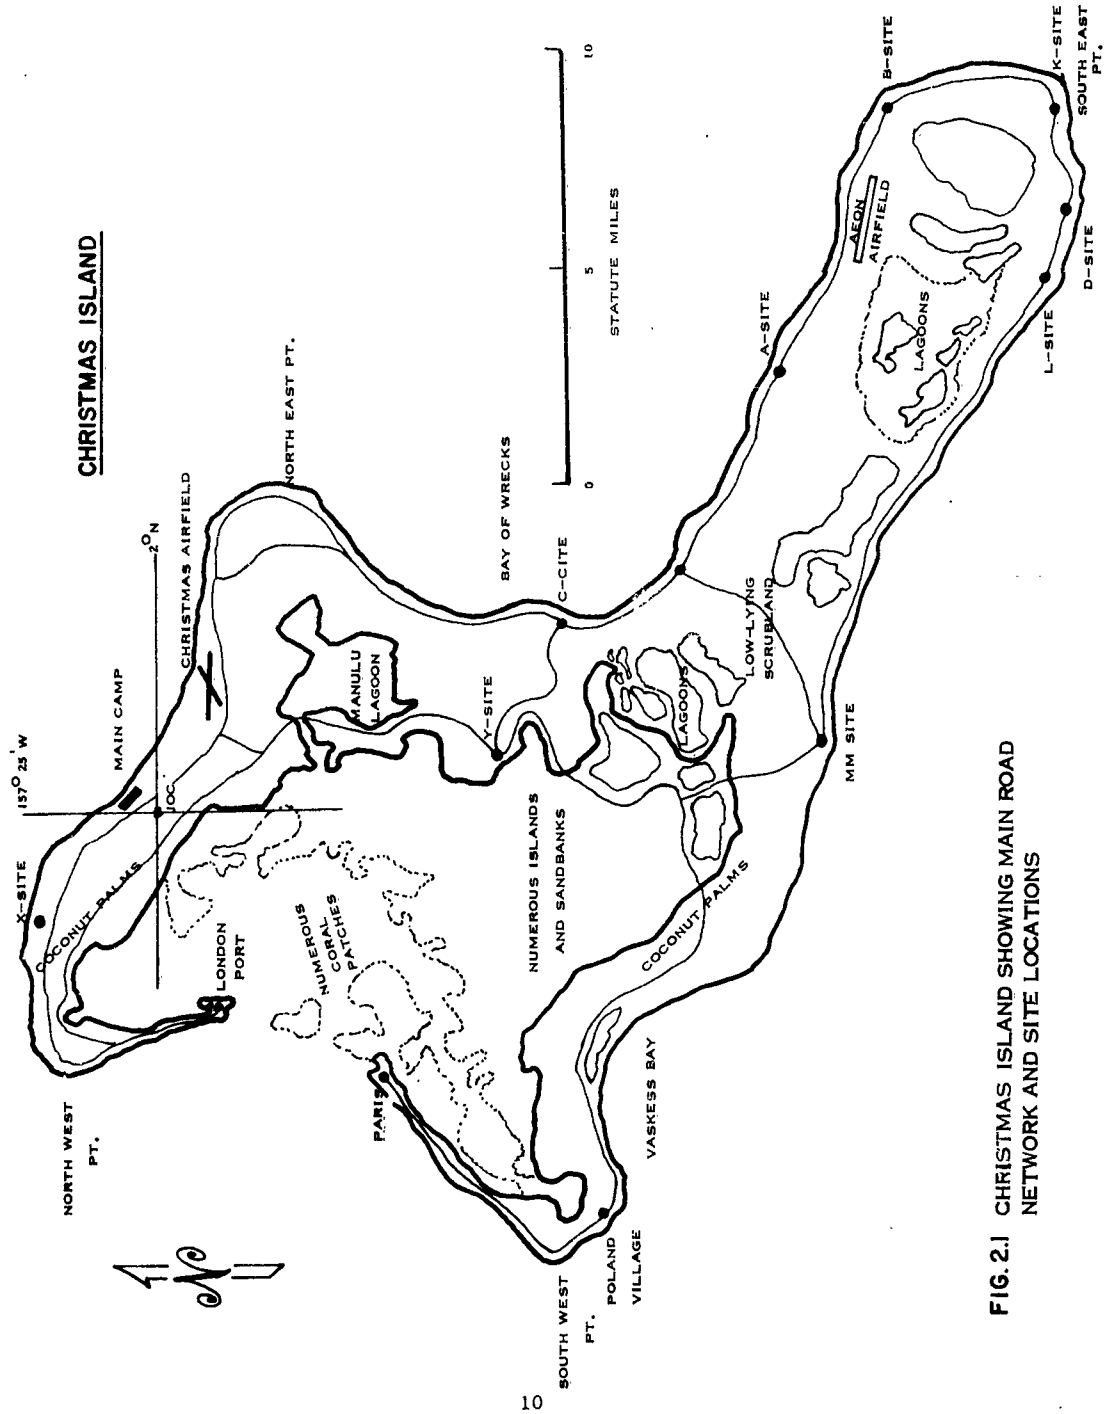 CHRISTMAS ISLAND
157° 25' W
2° N
X-SITE
MAIN CAMP
CHRISTMAS AIRFIELD
NORTH EAST PT.
COCONUT PALMS
JOC.
LONDON
PORT
NORTH WEST
PT.
N
MANULU
LAGOON
BAY OF WRECKS
C-CITE
Y-SITE
NUMEROUS
CORAL
PATCHES
PARIS
NUMEROUS ISLANDS
AND SANDBANKS
LAGOONS
LOW-LYING
SCRUBLAND
MM SITE
COCONUT PALMS
VASKESS BAY
POLAND
VILLAGE
SOUTH WEST
PT.
0
5
10
STATUTE MILES
A-SITE
AEON
AIRFIELD
B-SITE
LAGOONS
L-SITE
D-SITE
K-SITE
SOUTH EAST
PT.
FIG. 2.1 CHRISTMAS ISLAND SHOWING MAIN ROAD
NETWORK AND SITE LOCATIONS
10